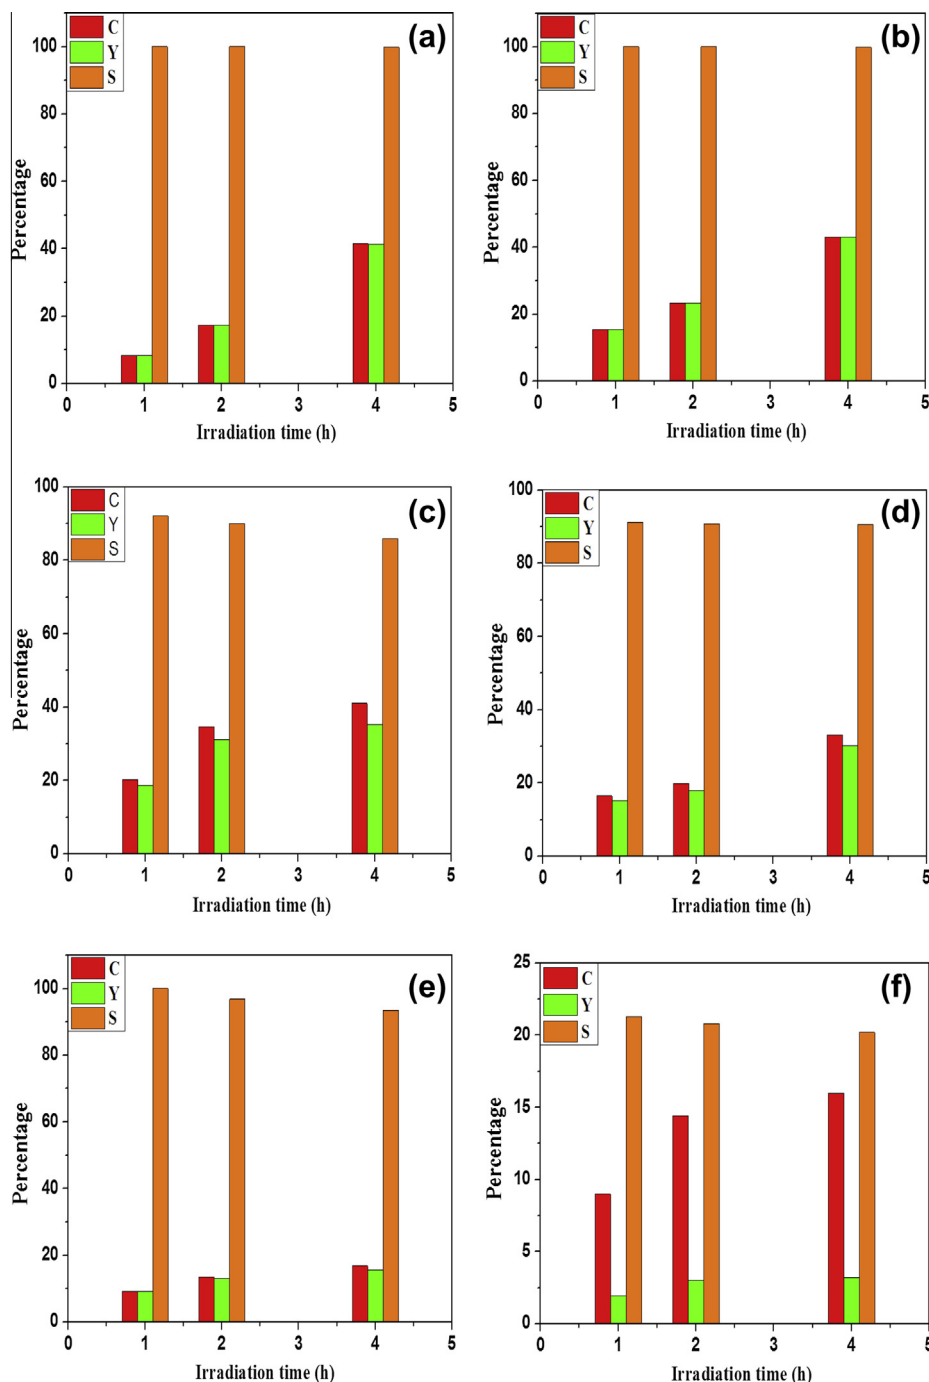 C
Y
S
(a)
100
80
60
40
20
0
0 1 2 3 4 5
Percentage
Irradiation time (h)
C
Y
S
(b)
100
80
60
40
20
0
0 1 2 3 4 5
Percentage
Irradiation time (h)
C
Y
S
(c)
100
80
60
40
20
0
0 1 2 3 4 5
Percentage
Irradiation time (h)
C
Y
S
(d)
100
80
60
40
20
0
0 1 2 3 4 5
Percentage
Irradiation time (h)
C
Y
S
(e)
100
80
60
40
20
0
0 1 2 3 4 5
Percentage
Irradiation time (h)
C
Y
S
(f)
25
20
15
10
5
0
0 1 2 3 4 5
Percentage
Irradiation time (h)